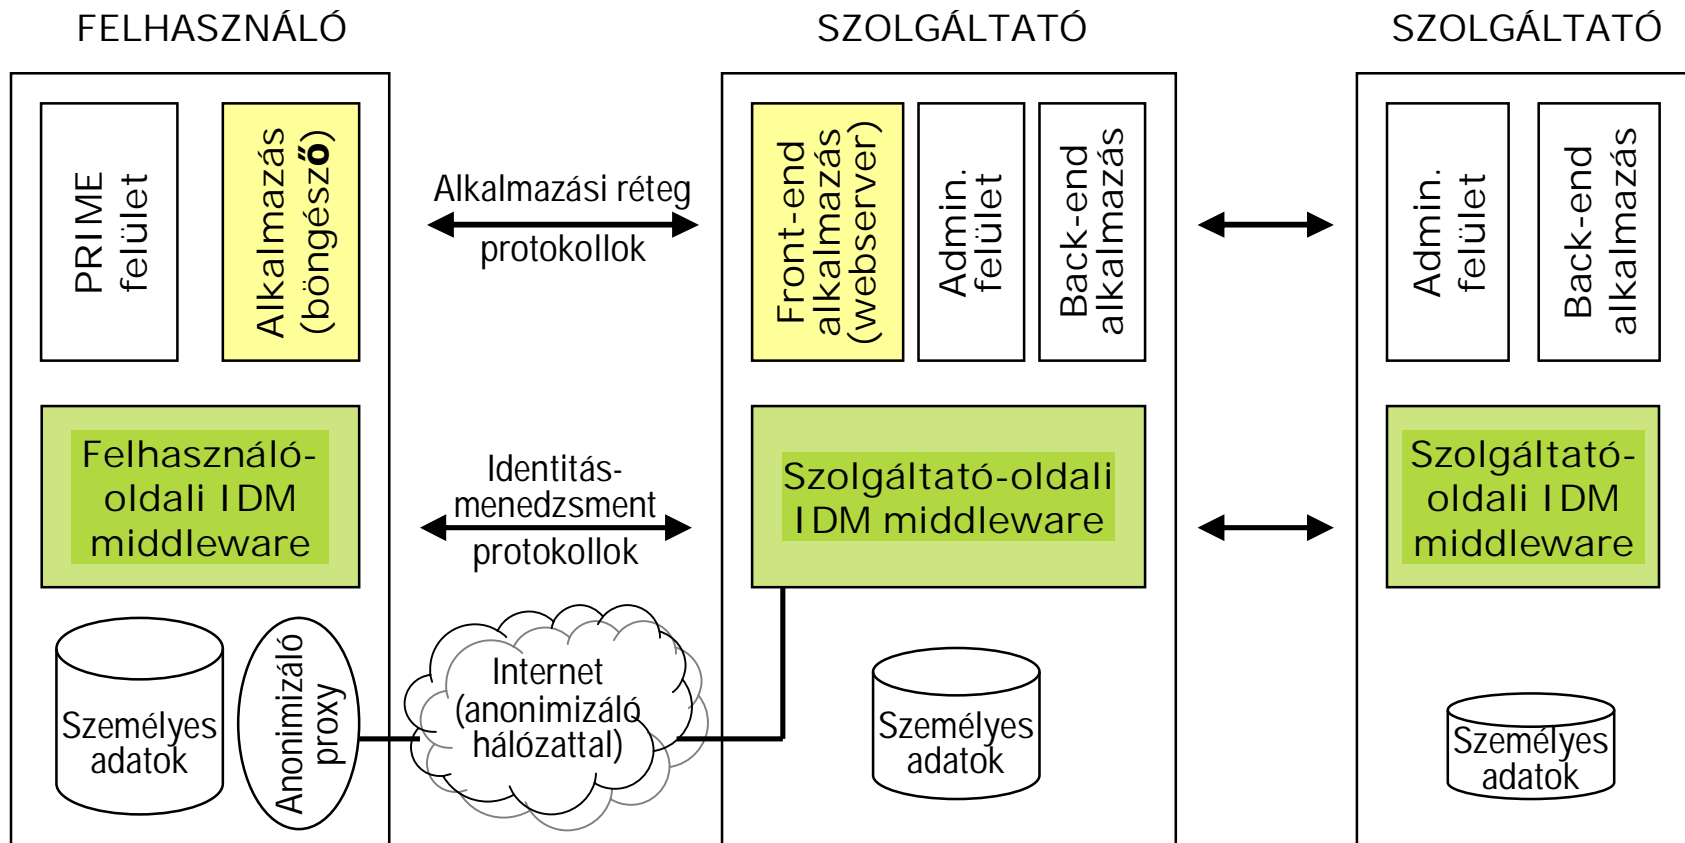 FELHASZNÁLÓ
SZOLGÁLTATÓ
SZOLGÁLTATÓ
PRIME
felület
Alkalmazás
(böngésző)
Alkalmazási réteg
protokollok
Front-end
alkalmazás
(webserver)
Admin.
felület
Back-end
alkalmazás
Admin.
felület
Back-end
alkalmazás
Felhasználó-
oldali IDM
middleware
Identitás-
menedzsment
protokollok
Szolgáltató-oldali
IDM middleware
Szolgáltató-
oldali IDM
middleware
Személyes
adatok
Anonimizáló
proxy
Internet
(anonimizáló
hálózattal)
Személyes
adatok
Személyes
adatok